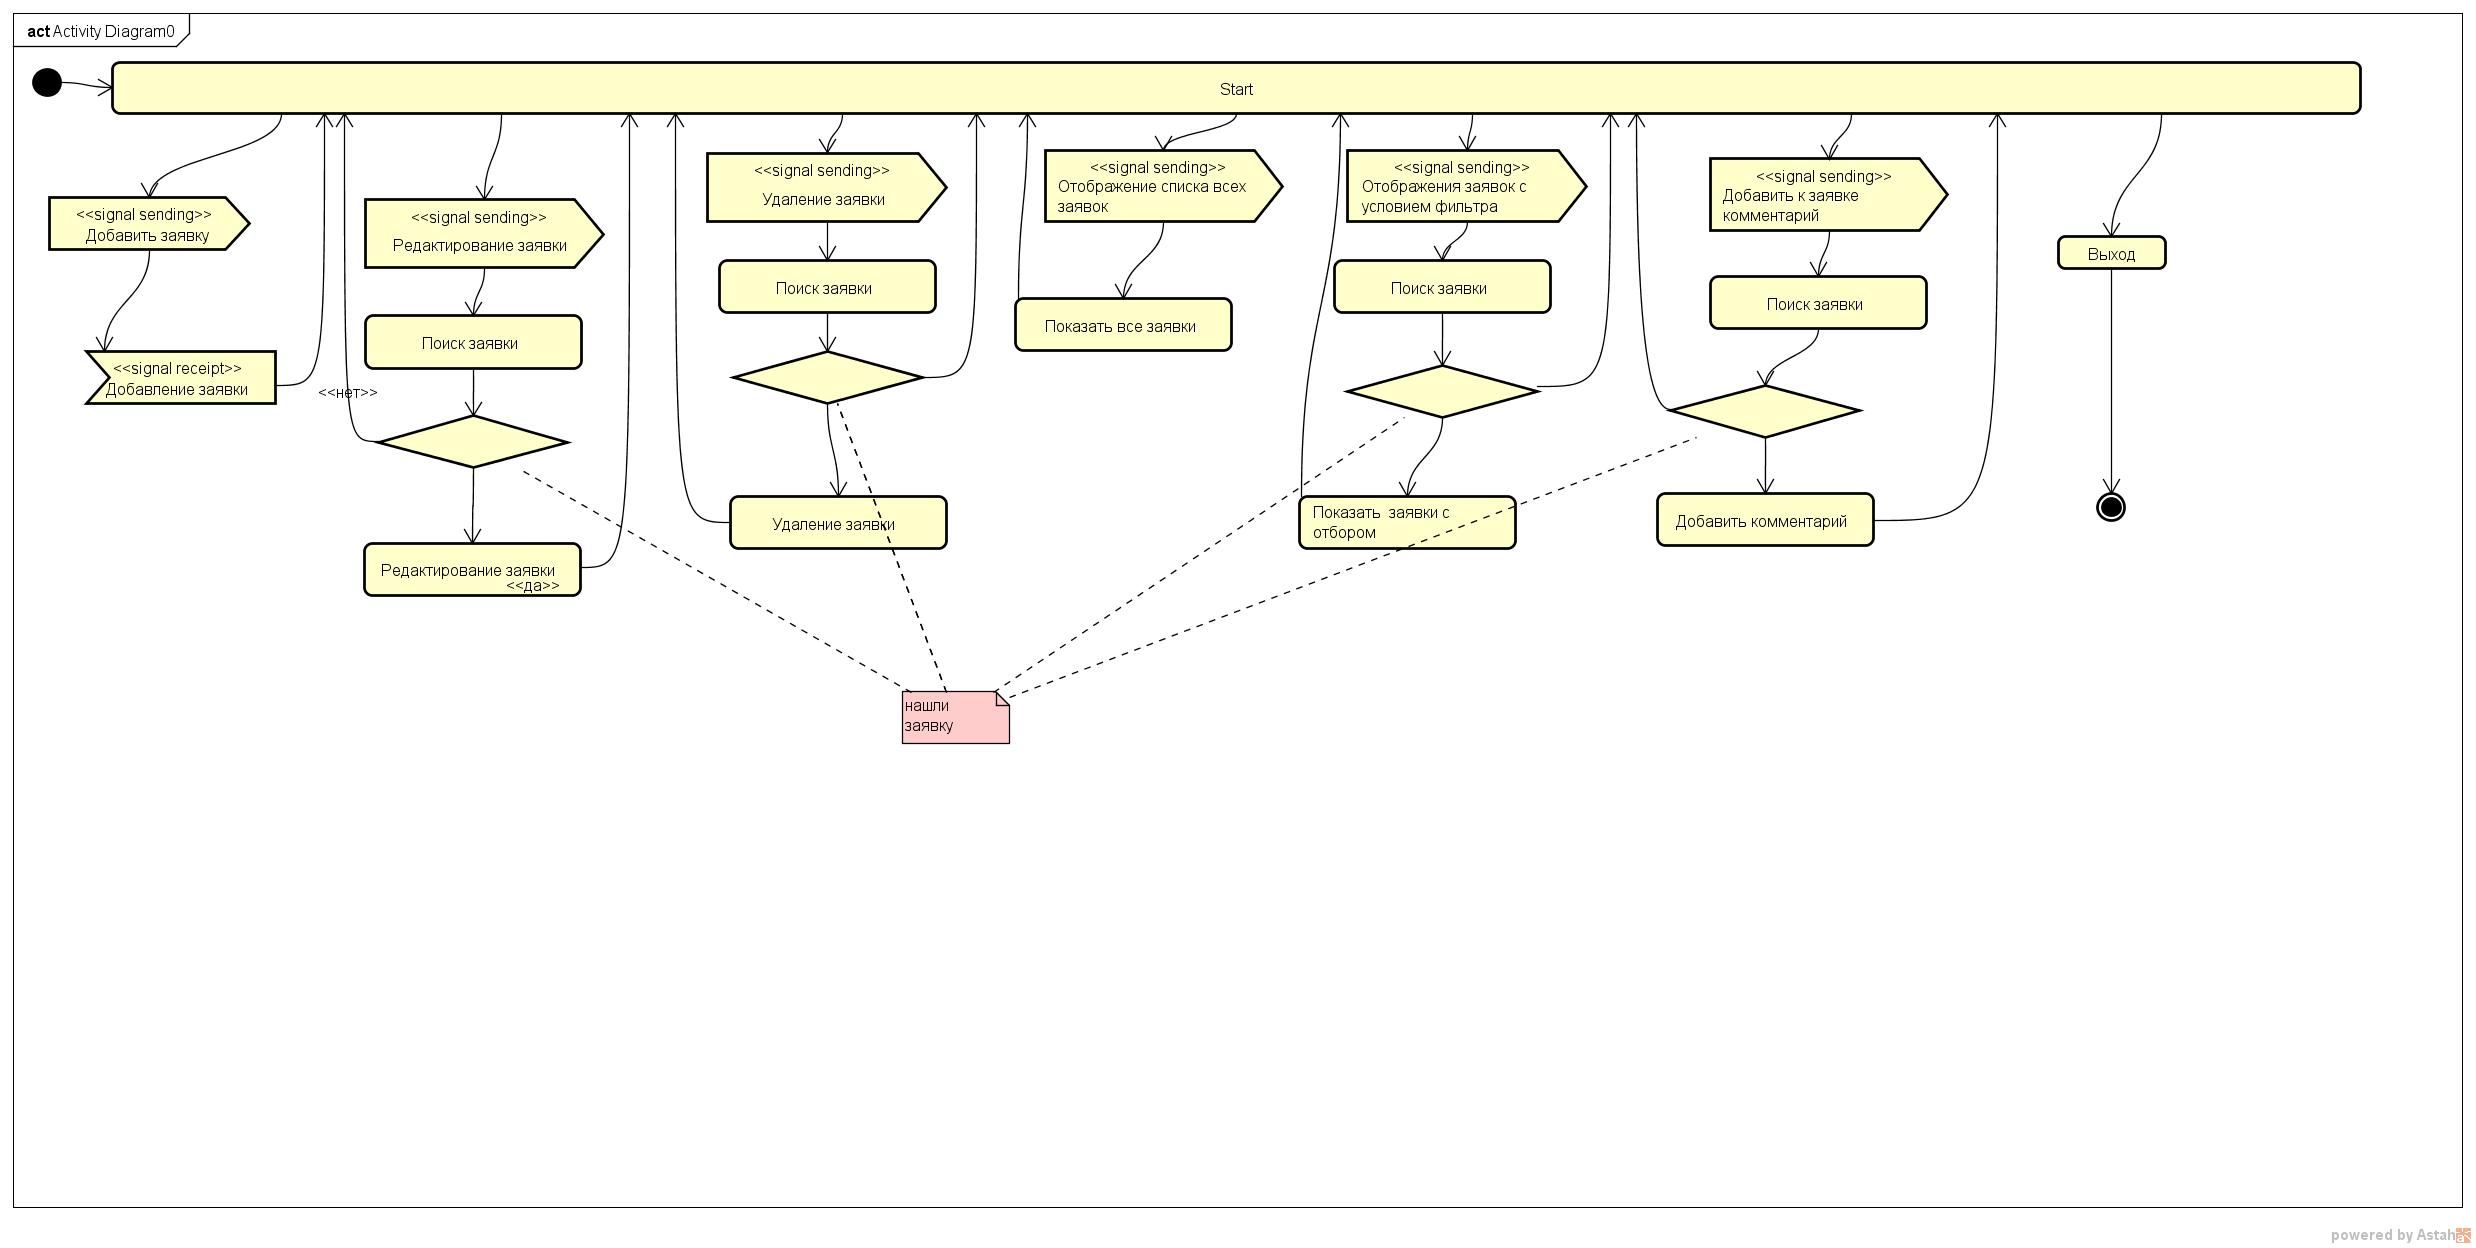 act Activity Diagram0
Start
<<signal sending>>
Добавить заявку
<<signal receipt>>
Добавление заявки
<<нет>>
<<signal sending>>
Редактирование заявки
Поиск заявки
Редактирование заявки
<<да>>
<<signal sending>>
Удаление заявки
Поиск заявки
Удаление заявки
<<signal sending>>
Отображение списка всех
заявок
Показать все заявки
<<signal sending>>
Отображения заявок с
условием фильтра
Поиск заявки
Показать  заявки с
отбором
<<signal sending>>
Добавить к заявке
комментарий
Поиск заявки
Добавить комментарий
Выход
нашли
заявку
powered by Astah